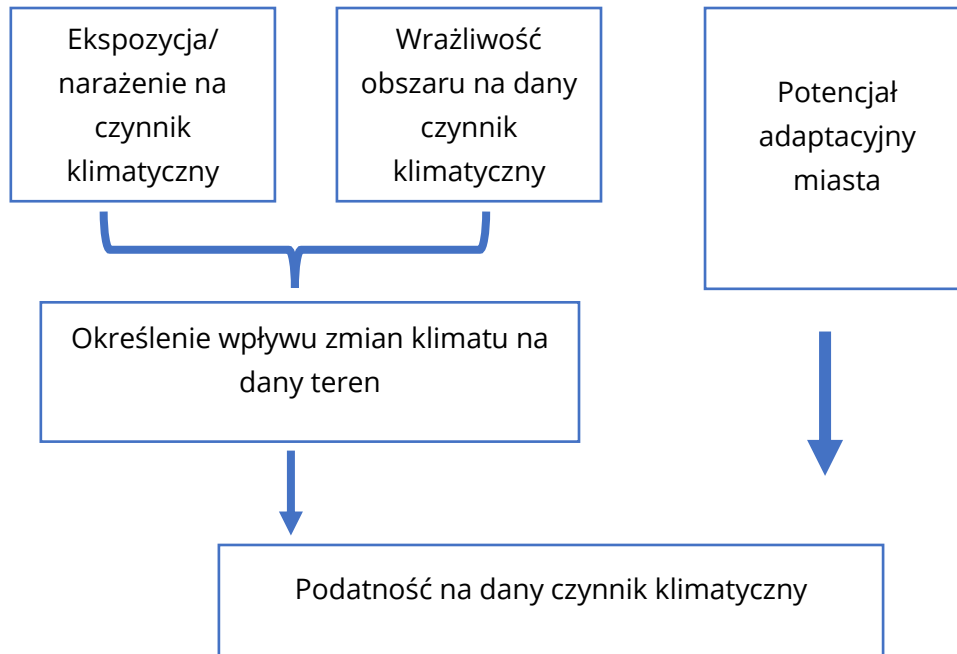 Ekspozycja/
narażenie na
czynnik
klimatyczny
Wrażliwość
obszaru na dany
czynnik
klimatyczny
Potencjał
adaptacyjny
miasta
Określenie wpływu zmian klimatu na
dany teren
Podatność na dany czynnik klimatyczny